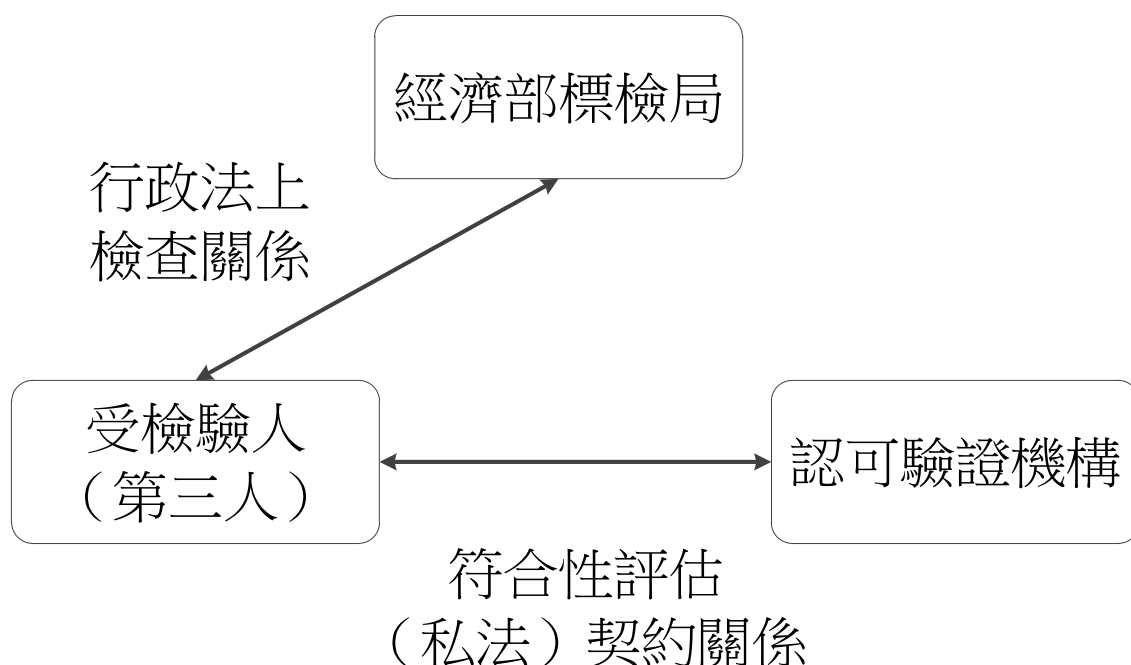 經濟部標檢局
行政法上
檢查關係
受檢驗人
（第三人）
認可驗證機構
符合性評估
（私法）契約關係